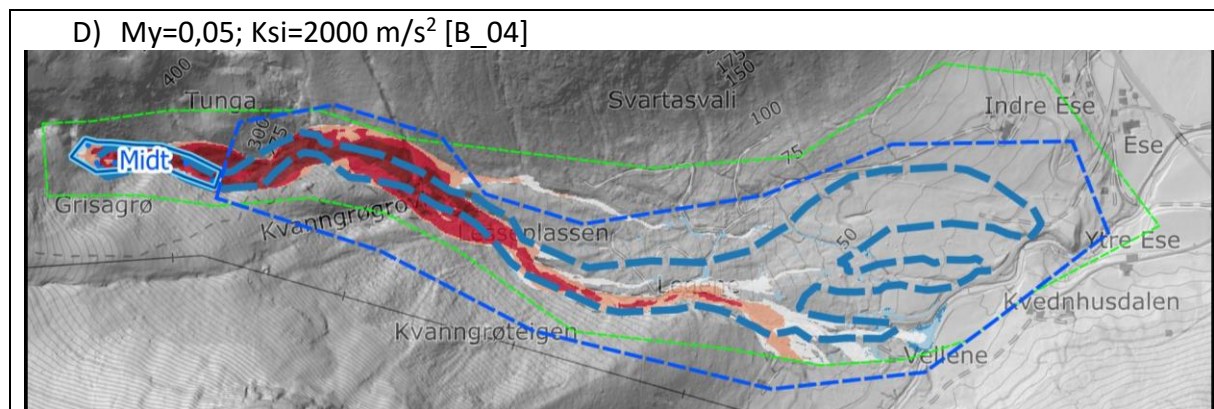 D) My=0,05; Ksi=2000 m/s² [B_04]
400
Tunga
Svartasvali
175
150
100
Indre Ese
300
75
Ese
Midt
Grisagrø
Kvanngrøgrov
Lesseplassen
50
Ytre Ese
Kvednhusdalen
Kvanngrøteigen
Vellene